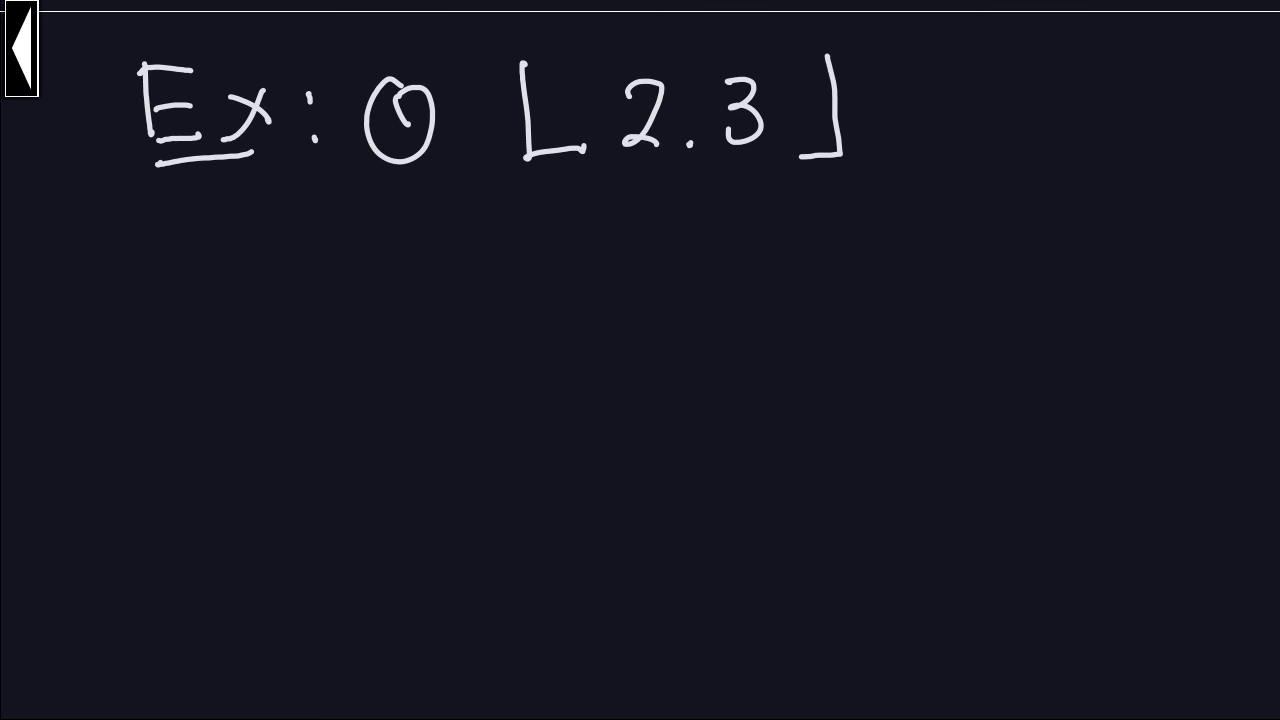 Ex: ① ⌊ 2.3 ⌋